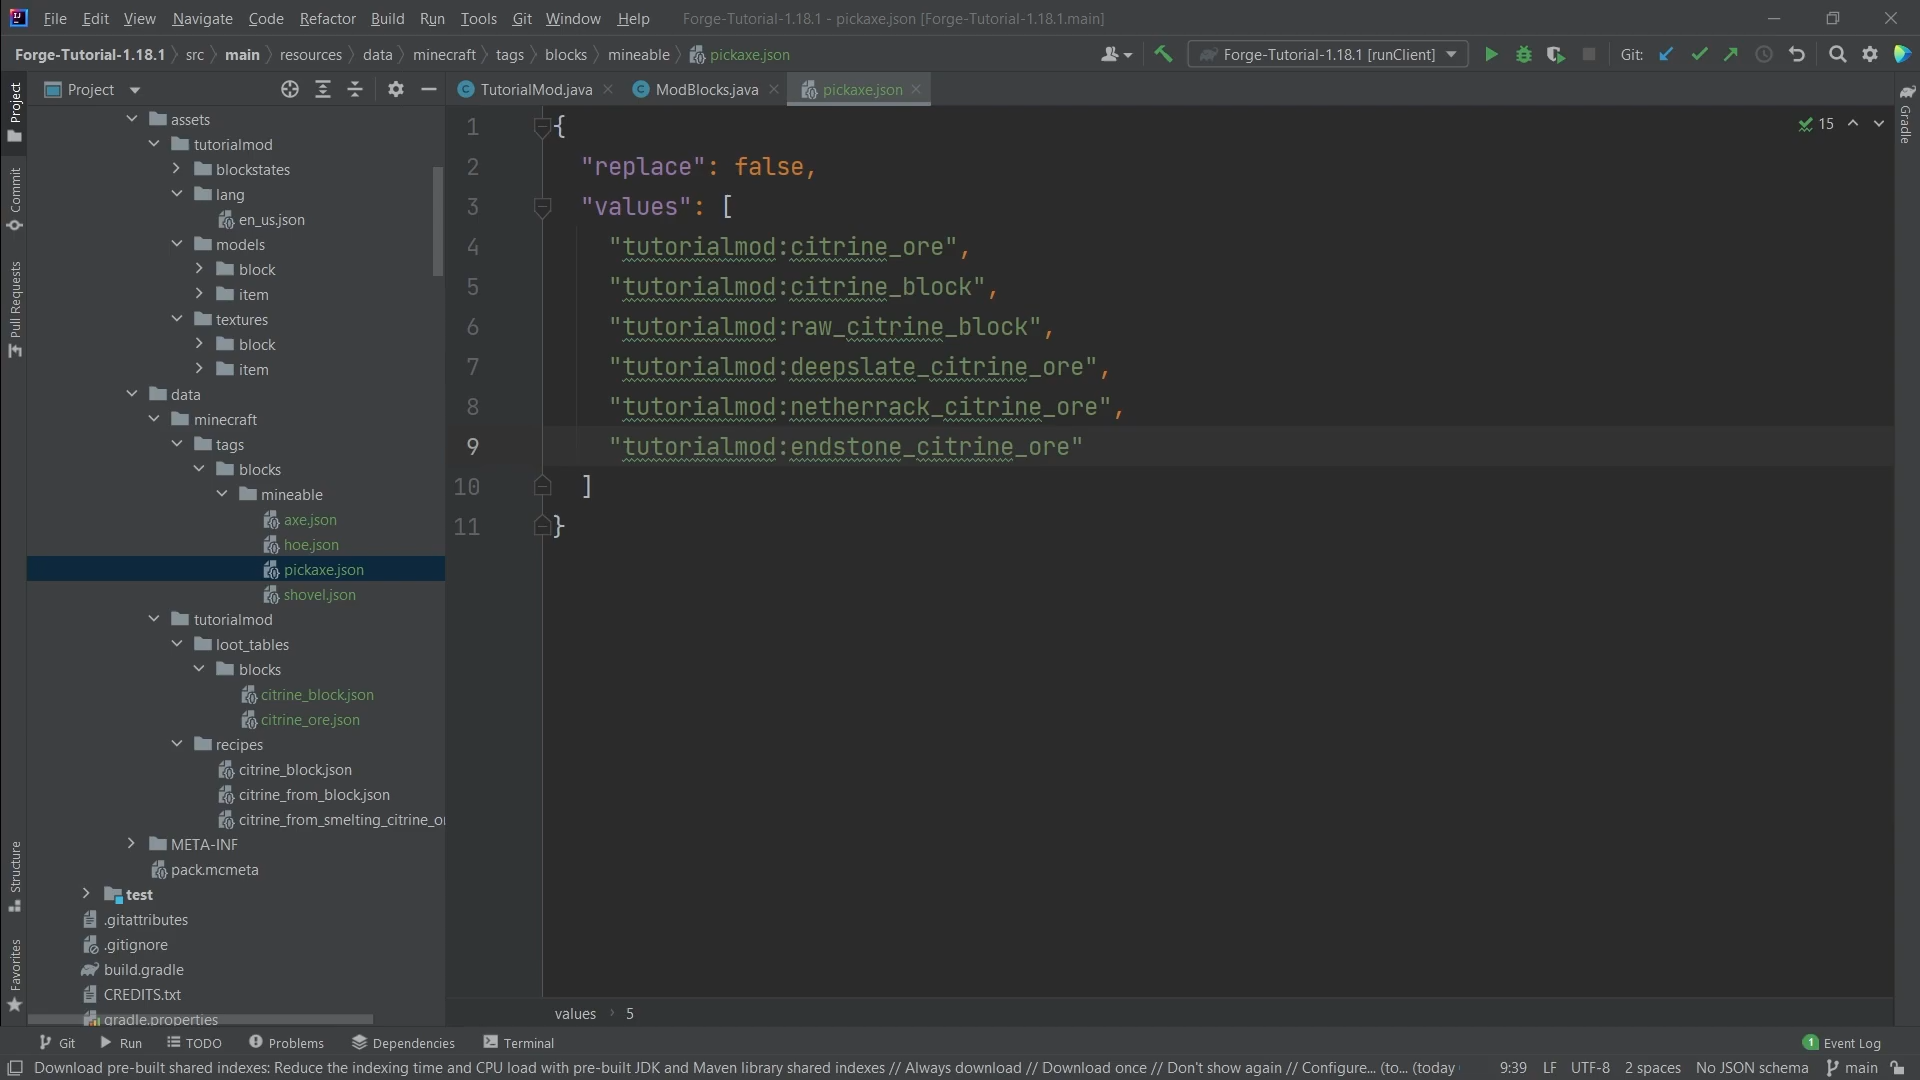 File Edit View Navigate Code Refactor Build Run Tools Git Window Help Forge-Tutorial-1.18.1 - pickaxe.json [Forge-Tutorial-1.18.1.main]
Forge-Tutorial-1.18.1 src main resources data minecraft tags blocks mineable pickaxe.json Forge-Tutorial-1.18.1 [runClient] Git:
Project TutorialMod.java ModBlocks.java pickaxe.json
Project
Commit
Pull Requests
Structure
Favorites
assets
tutorialmod
blockstates
lang
en_us.json
models
block
item
textures
block
item
data
minecraft
tags
blocks
mineable
axe.json
hoe.json
pickaxe.json
shovel.json
tutorialmod
loot_tables
blocks
citrine_block.json
citrine_ore.json
recipes
citrine_block.json
citrine_from_block.json
citrine_from_smelting_citrine_or
META-INF
pack.mcmeta
test
.gitattributes
.gitignore
build.gradle
CREDITS.txt
gradle.properties
1 {
2 "replace": false,
3 "values": [
4 "tutorialmod:citrine_ore",
5 "tutorialmod:citrine_block",
6 "tutorialmod:raw_citrine_block",
7 "tutorialmod:deepslate_citrine_ore",
8 "tutorialmod:netherrack_citrine_ore",
9 "tutorialmod:endstone_citrine_ore"
10 ]
11 }
15
Gradle
values 5
Git Run TODO Problems Dependencies Terminal 1 Event Log
Download pre-built shared indexes: Reduce the indexing time and CPU load with pre-built JDK and Maven library shared indexes // Always download // Download once // Don't show again // Configure... (to... (today 9:39 LF UTF-8 2 spaces No JSON schema main